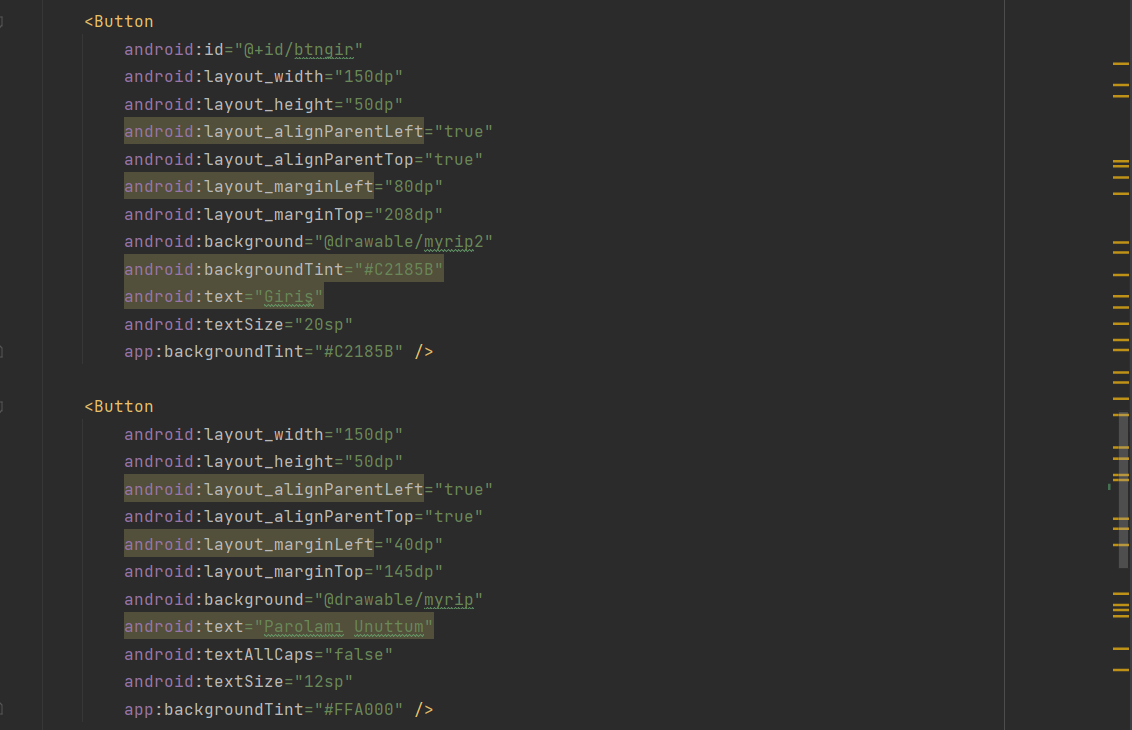 <Button
android:id="@+id/btngir"
android:layout_width="150dp"
android:layout_height="50dp"
android:layout_alignParentLeft="true"
android:layout_alignParentTop="true"
android:layout_marginLeft="80dp"
android:layout_marginTop="208dp"
android:background="@drawable/myrip2"
android:backgroundTint="#C2185B"
android:text="Giriş"
android:textSize="20sp"
app:backgroundTint="#C2185B" />
<Button
android:layout_width="150dp"
android:layout_height="50dp"
android:layout_alignParentLeft="true"
android:layout_alignParentTop="true"
android:layout_marginLeft="40dp"
android:layout_marginTop="145dp"
android:background="@drawable/myrip"
android:text="Parolamı Unuttum"
android:textAllCaps="false"
android:textSize="12sp"
app:backgroundTint="#FFA000" />